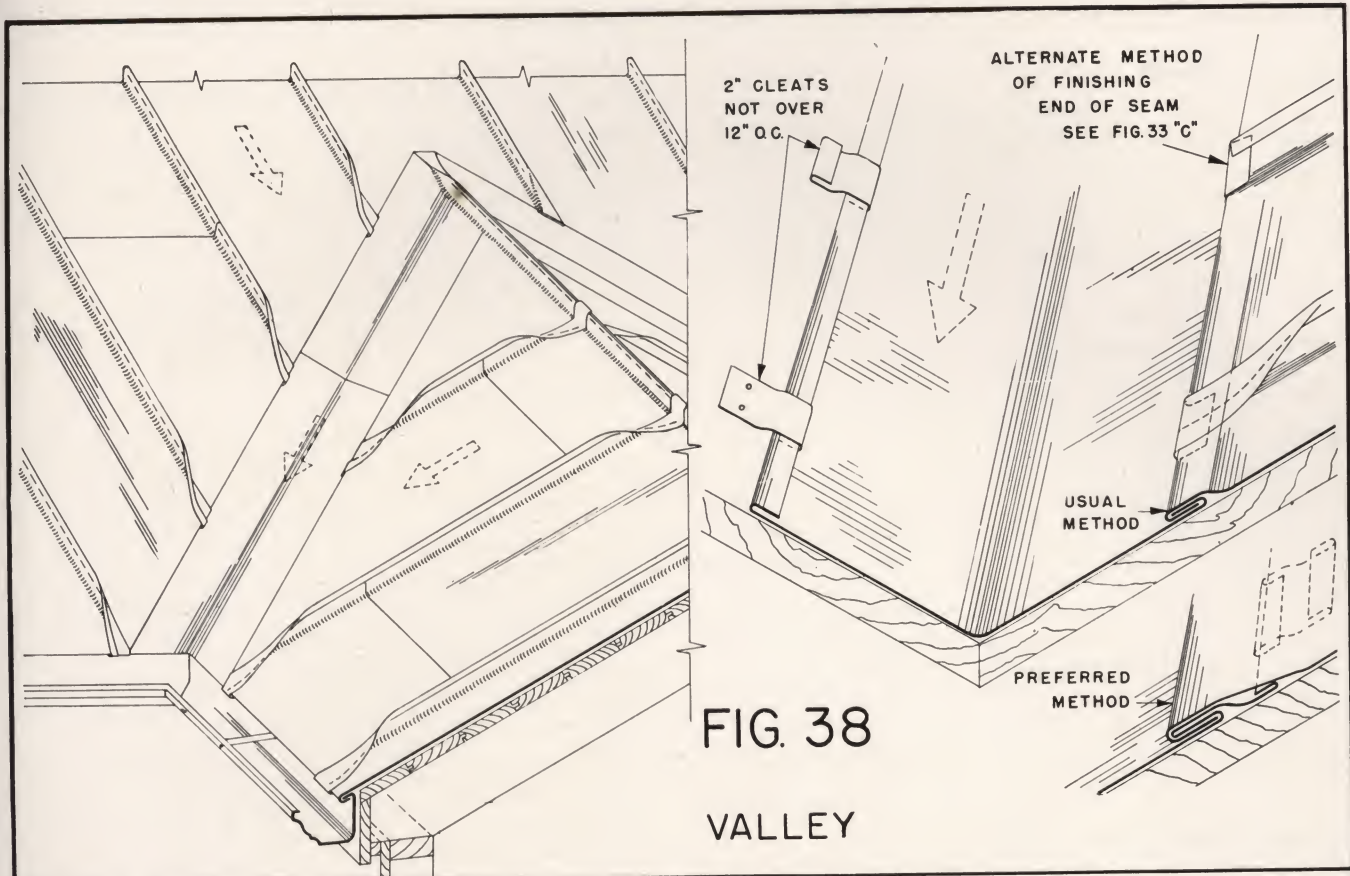 2" CLEATS
NOT OVER
12" O.C.
ALTERNATE METHOD
OF FINISHING
END OF SEAM
SEE FIG. 33 "C"
USUAL
METHOD
PREFERRED
METHOD
FIG. 38
VALLEY